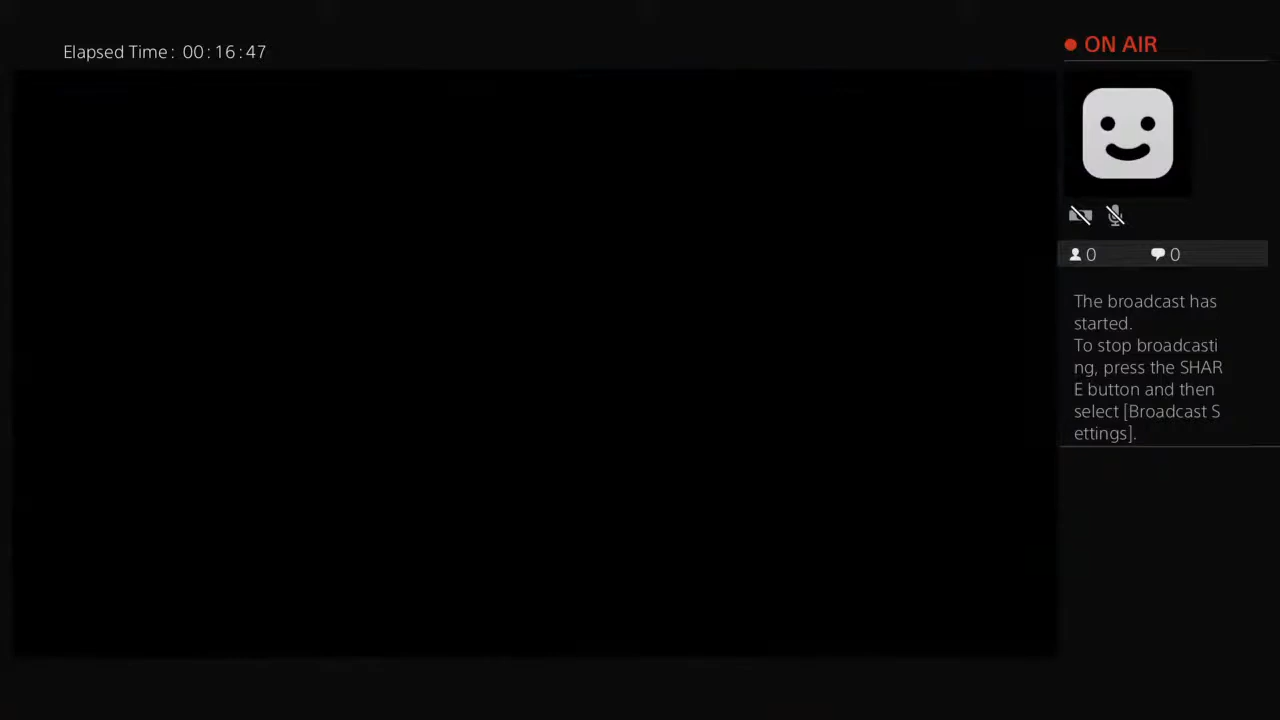 Elapsed Time: 00:16:47
ON AIR
0 0
The broadcast has
started.
To stop broadcasti
ng, press the SHAR
E button and then
select [Broadcast S
ettings].